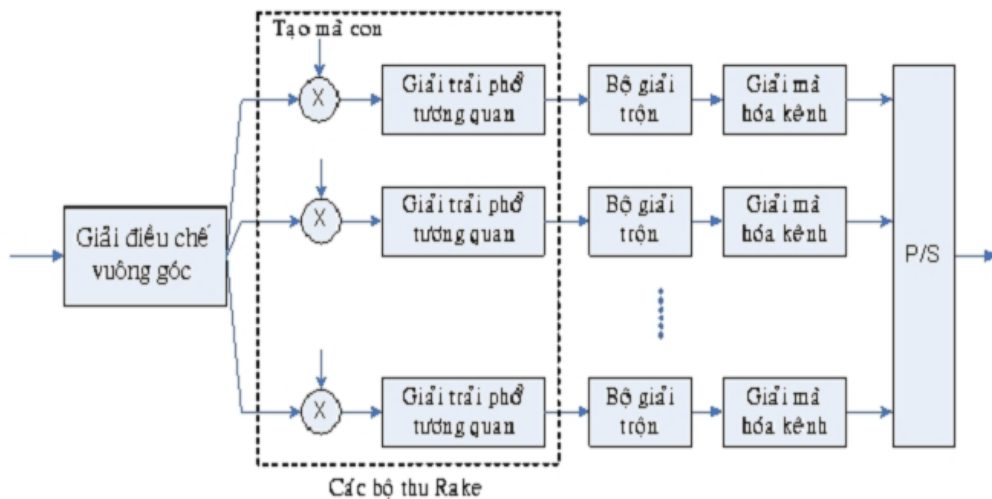 Tạo mã con
X
Giải trải phổ
tương quan
Bộ giải
trộn
Giải mã
hóa kênh
X
Giải trải phổ
tương quan
Bộ giải
trộn
Giải mã
hóa kênh
Giải điều chế
vuông góc
P/S
X
Giải trải phổ
tương quan
Bộ giải
trộn
Giải mã
hóa kênh
Các bộ thu Rake